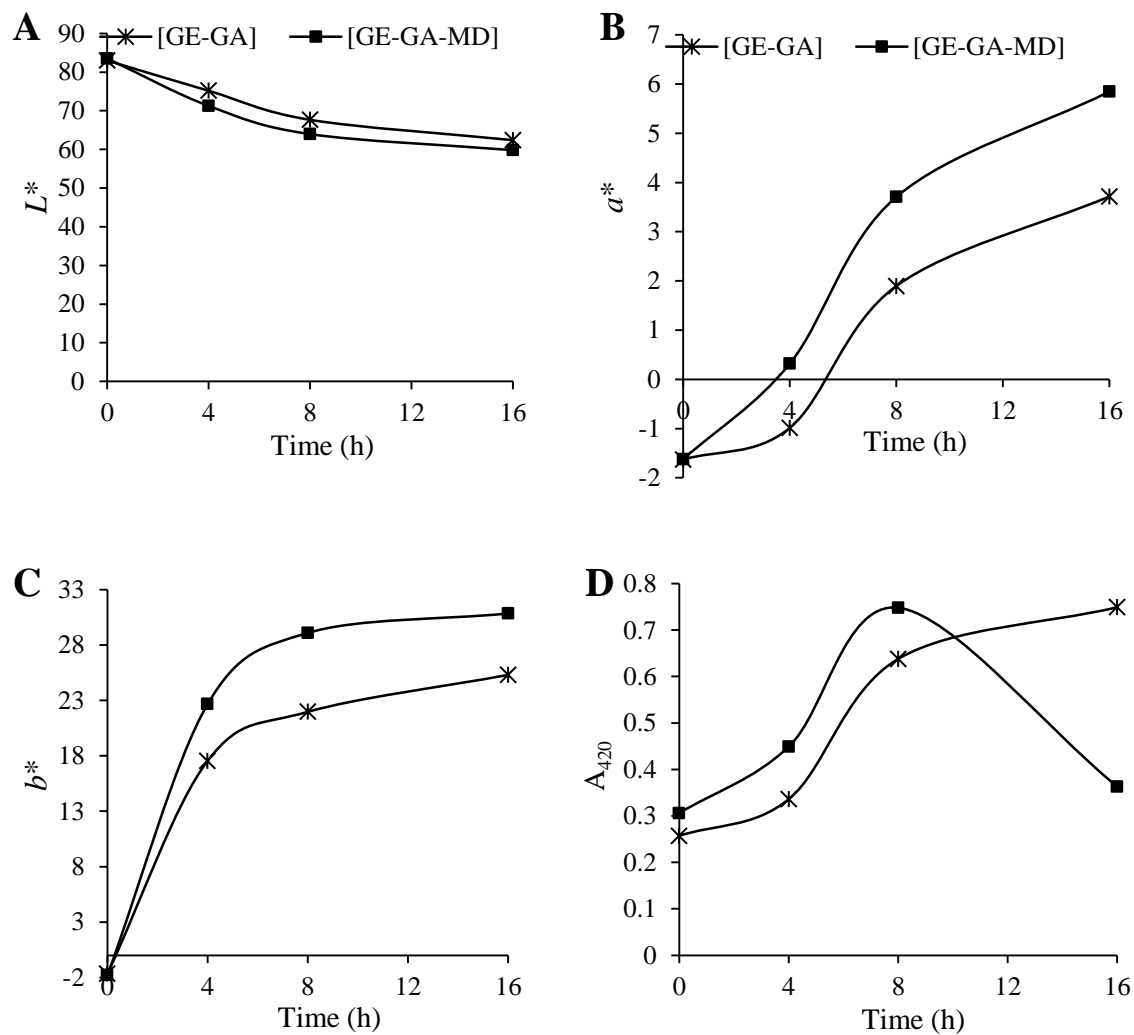 A
[GE-GA] [GE-GA-MD]
90
80
70
60
50
40
30
20
10
0
L*
0 4 8 12 16
Time (h)
B
[GE-GA] [GE-GA-MD]
7
6
5
4
3
2
1
0
-1
-2
a*
0 4 8 12 16
Time (h)
C
33
28
23
18
13
8
3
-2
b*
0 4 8 12 16
Time (h)
D
0.8
0.7
0.6
0.5
0.4
0.3
0.2
0.1
0
A420
0 4 8 12 16
Time (h)